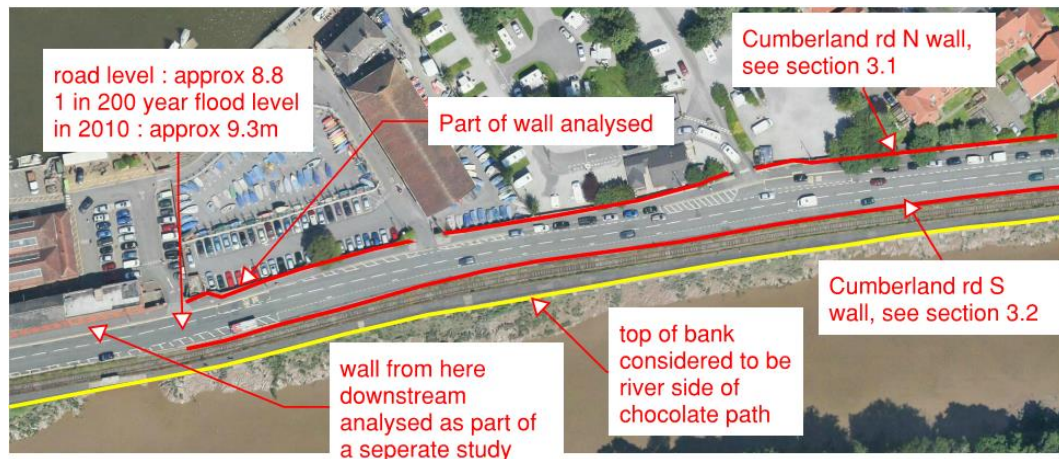 road level : approx 8.8
1 in 200 year flood level
in 2010 : approx 9.3m
Part of wall analysed
Cumberland rd N wall,
see section 3.1
Cumberland rd S
wall, see section 3.2
top of bank
considered to be
river side of
chocolate path
wall from here
downstream
analysed as part of
a seperate study